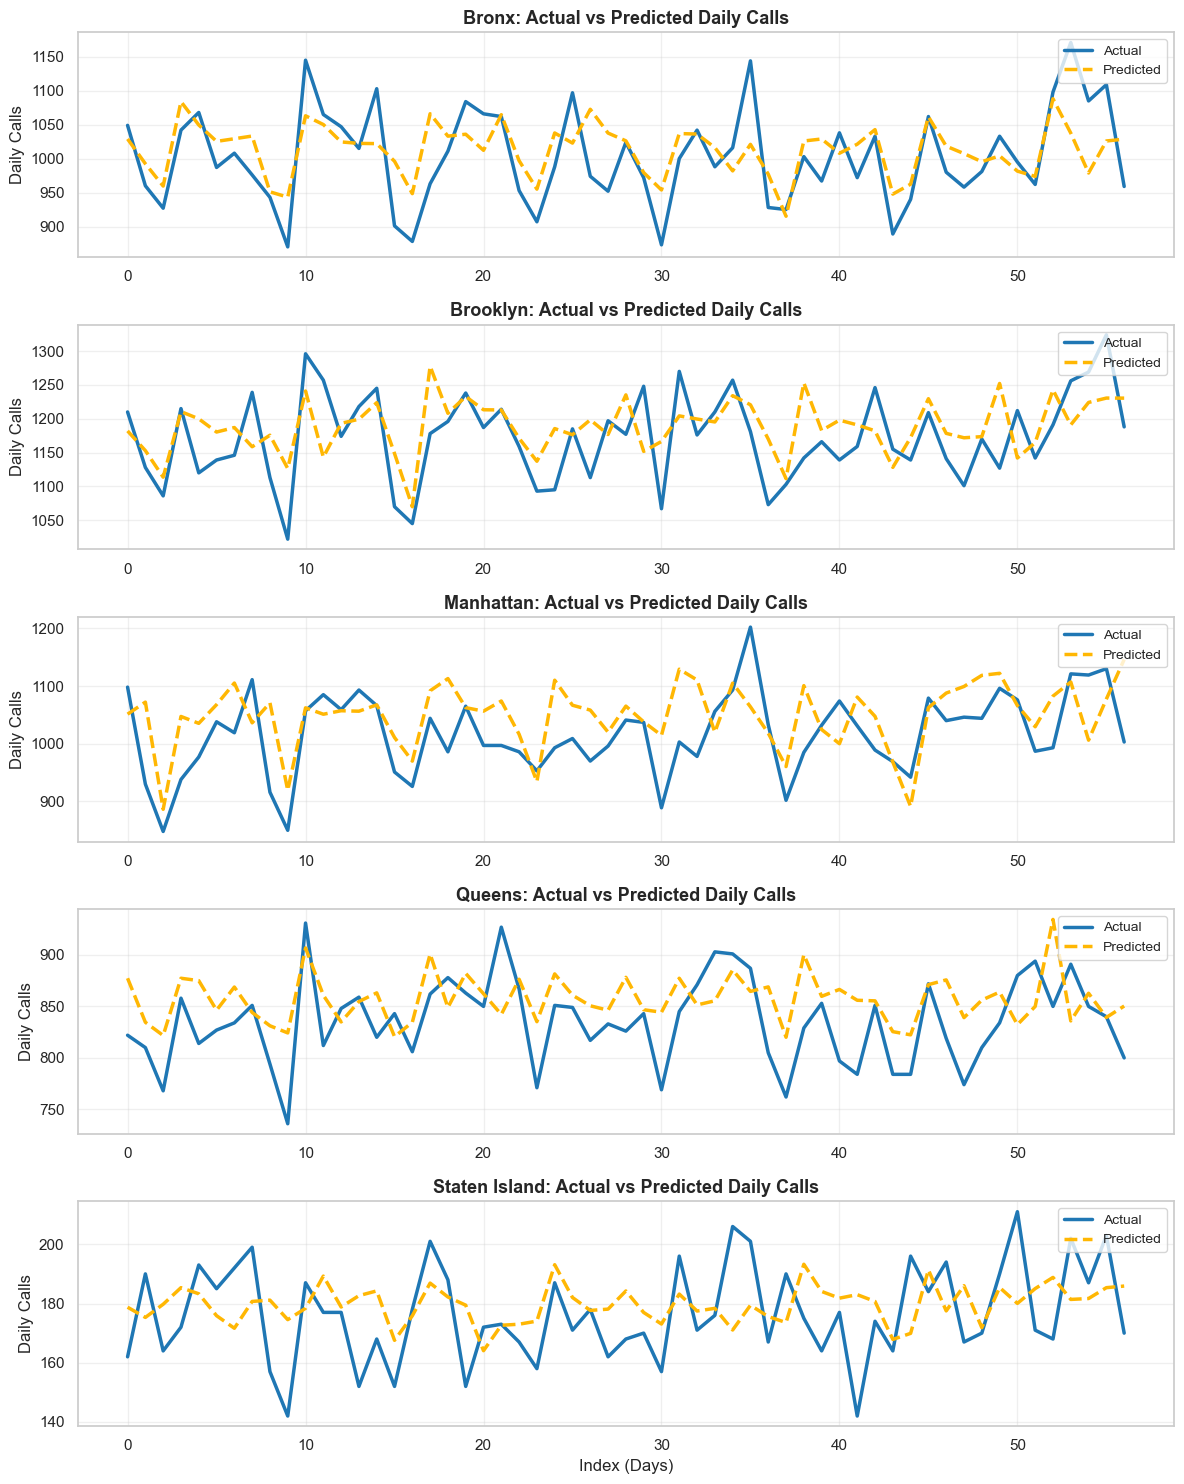 Bronx: Actual vs Predicted Daily Calls
Daily Calls
1150
1100
1050
1000
950
900
Actual
Predicted
0 10 20 30 40 50
Brooklyn: Actual vs Predicted Daily Calls
Daily Calls
1300
1250
1200
1150
1100
1050
Actual
Predicted
0 10 20 30 40 50
Manhattan: Actual vs Predicted Daily Calls
Daily Calls
1200
1100
1000
900
Actual
Predicted
0 10 20 30 40 50
Queens: Actual vs Predicted Daily Calls
Daily Calls
900
850
800
750
Actual
Predicted
0 10 20 30 40 50
Staten Island: Actual vs Predicted Daily Calls
Daily Calls
200
180
160
140
Actual
Predicted
0 10 20 30 40 50
Index (Days)